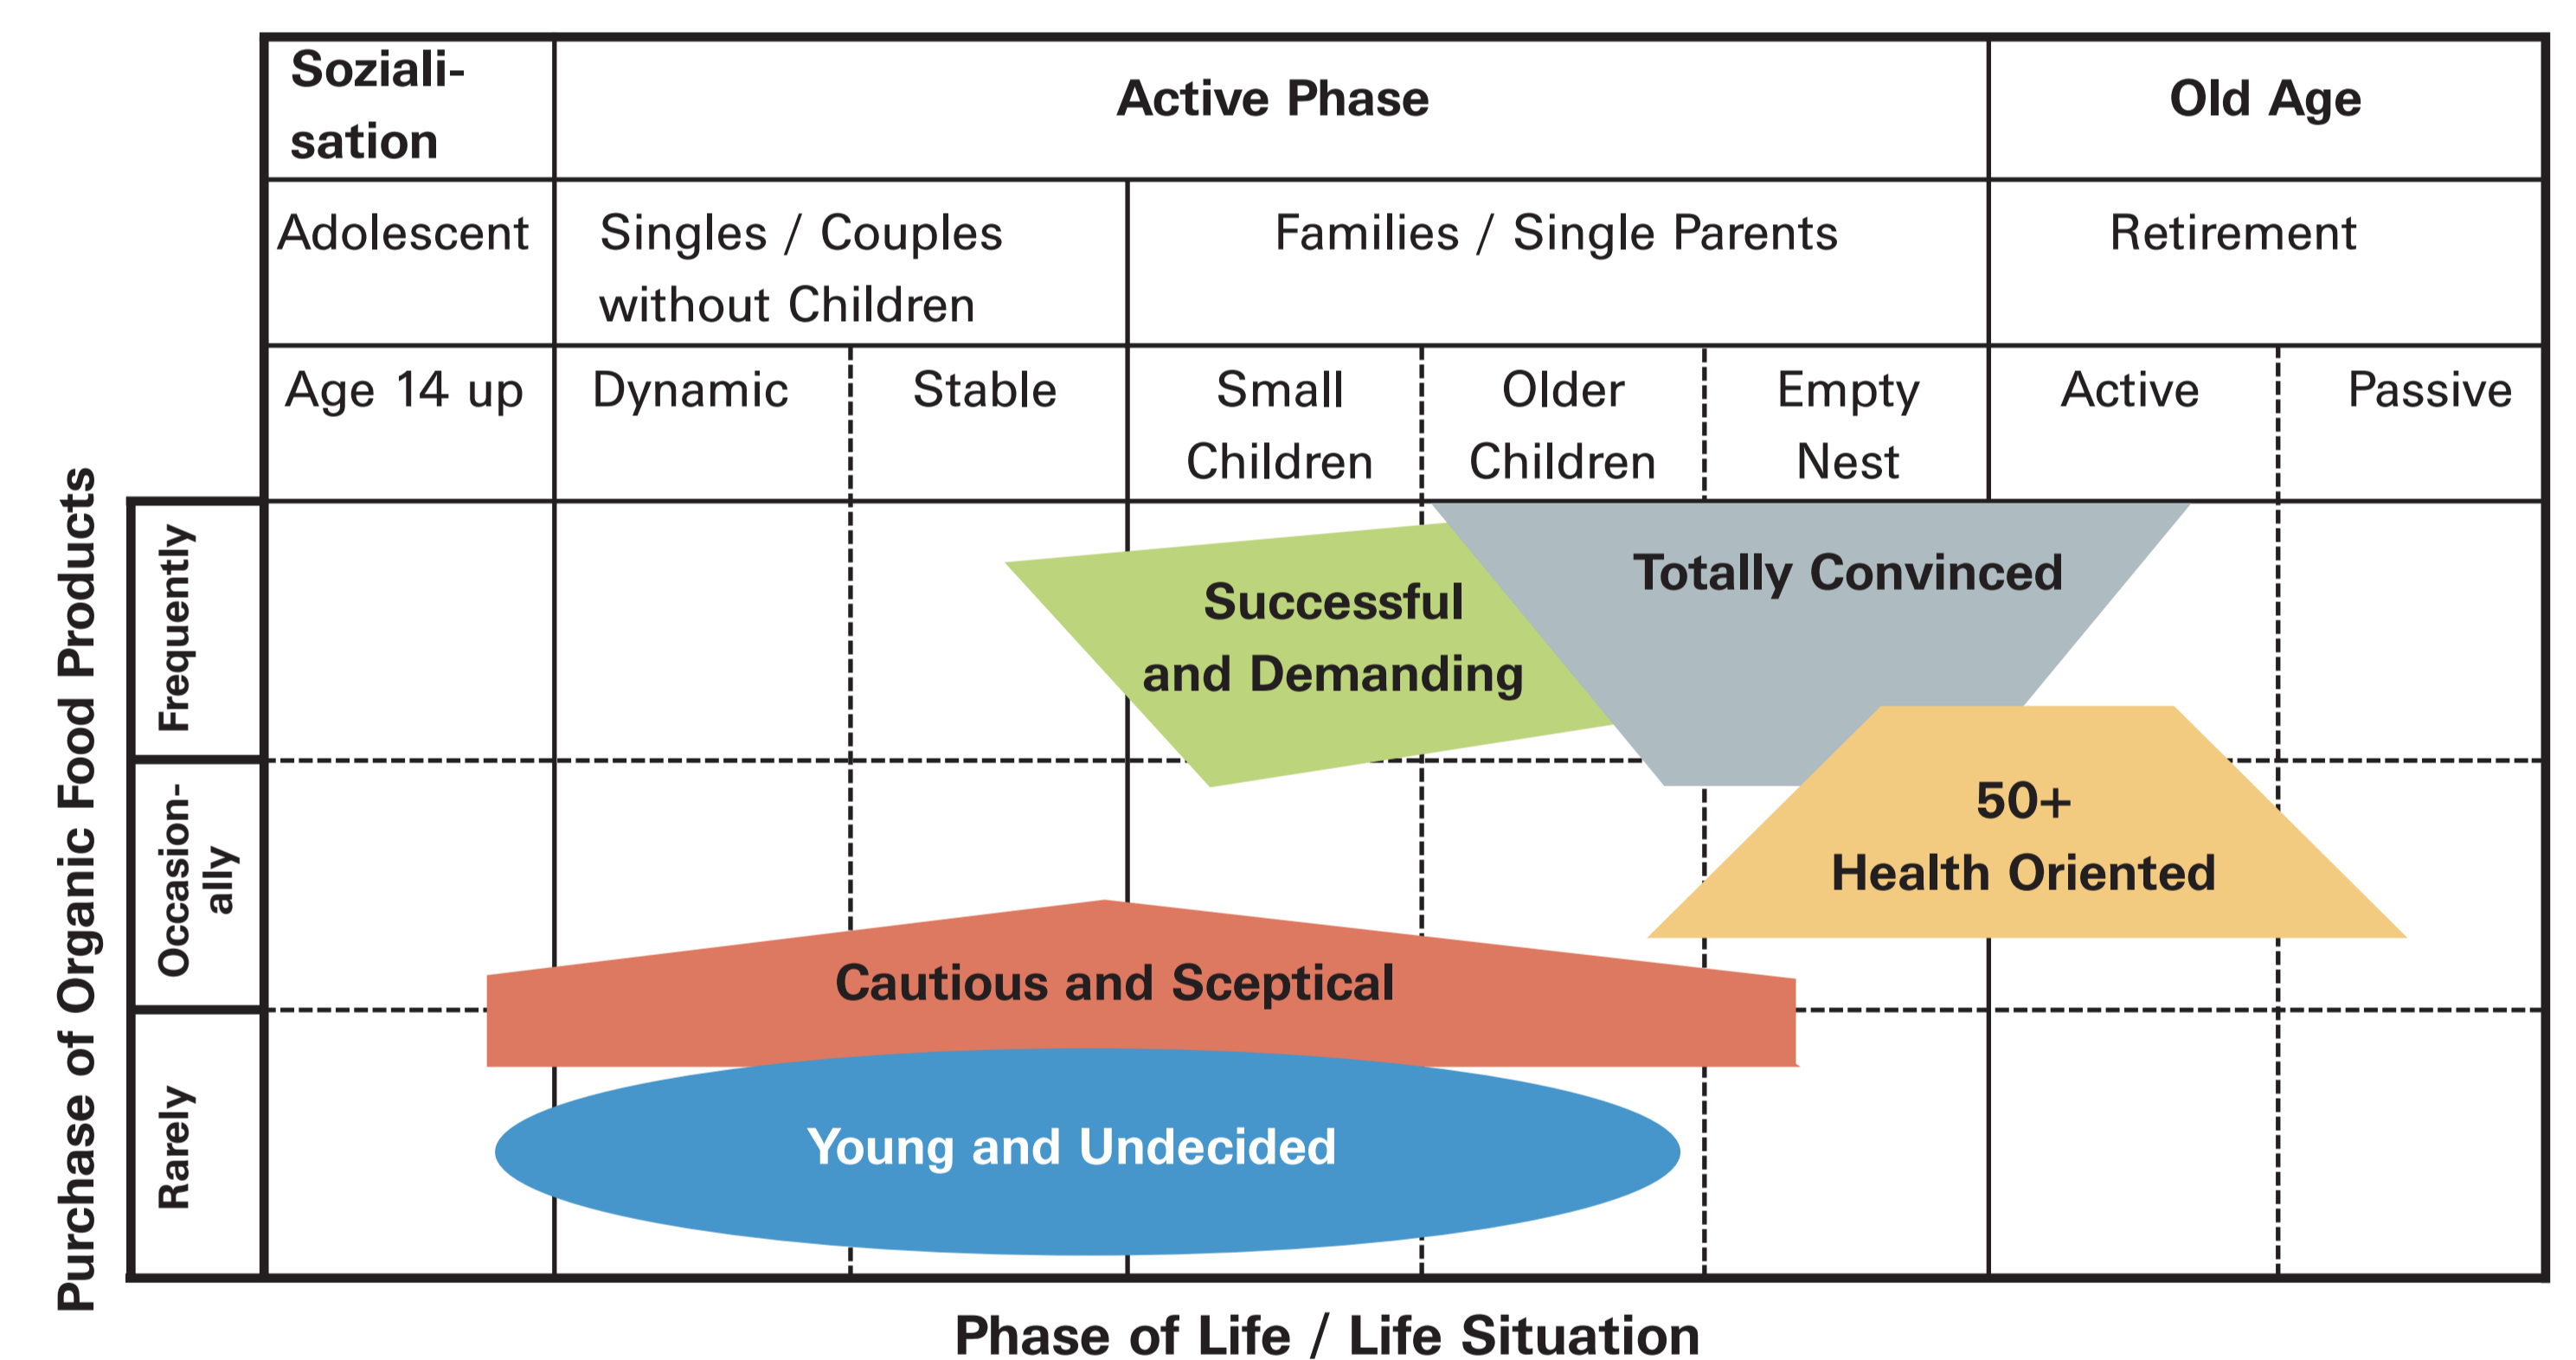 Soziali-
sation
Active Phase
Old Age
Adolescent
Singles / Couples
without Children
Families / Single Parents
Retirement
Age 14 up
Dynamic
Stable
Small
Children
Older
Children
Empty
Nest
Active
Passive
Purchase of Organic Food Products
Frequently
Occasion-
ally
Rarely
Successful
and Demanding
Totally Convinced
50+
Health Oriented
Cautious and Sceptical
Young and Undecided
Phase of Life / Life Situation